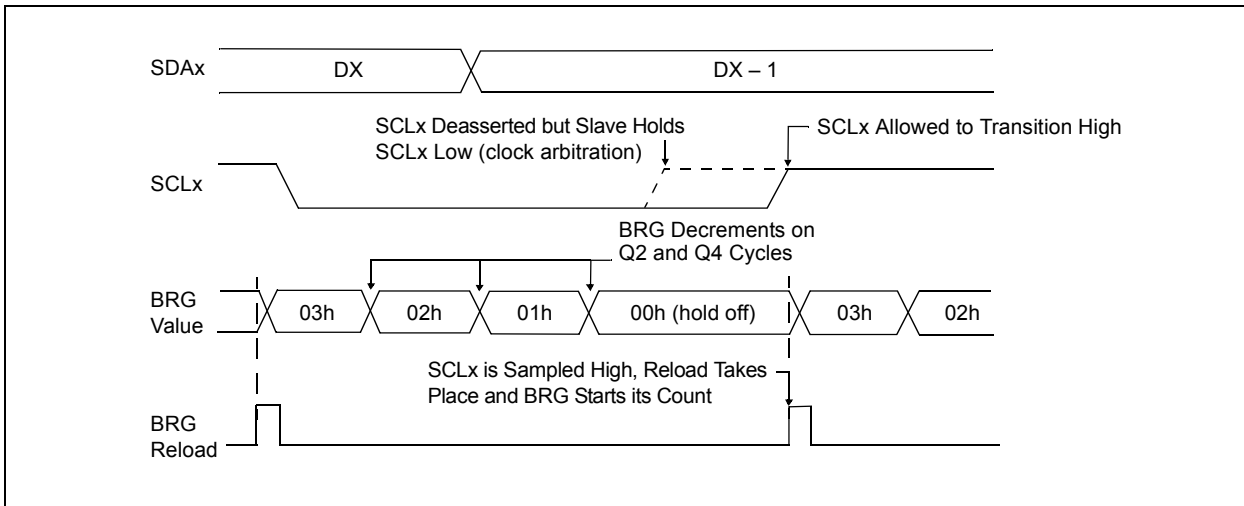 SDAx
DX
DX – 1
SCLx Deasserted but Slave Holds
SCLx Low (clock arbitration)
SCLx Allowed to Transition High
SCLx
BRG Decrements on
Q2 and Q4 Cycles
BRG
Value
03h
02h
01h
00h (hold off)
03h
02h
SCLx is Sampled High, Reload Takes
Place and BRG Starts its Count
BRG
Reload